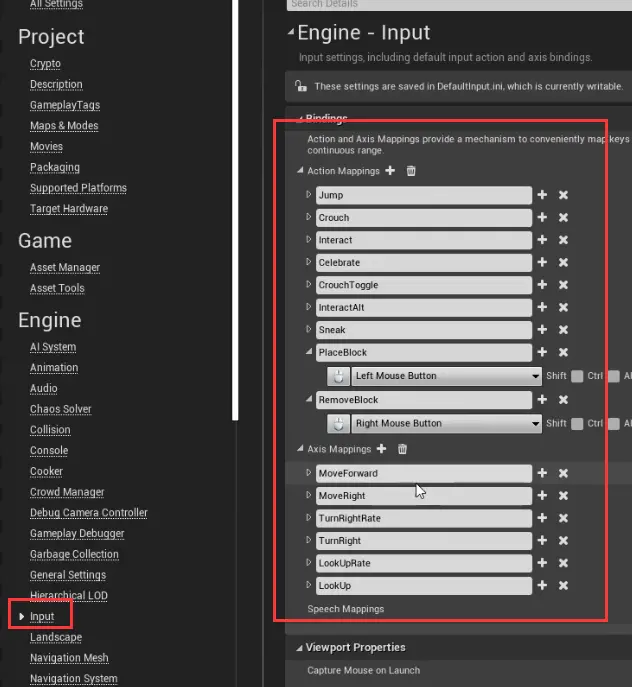 All Settings
Project
Crypto
Description
GameplayTags
Maps & Modes
Movies
Packaging
Supported Platforms
Target Hardware
Game
Asset Manager
Asset Tools
Engine
AI System
Animation
Audio
Chaos Solver
Collision
Console
Cooker
Crowd Manager
Debug Camera Controller
Gameplay Debugger
Garbage Collection
General Settings
Hierarchical LOD
Input
Landscape
Navigation Mesh
Navigation System
Search Details
Engine - Input
Input settings, including default input action and axis bindings.
These settings are saved in DefaultInput.ini, which is currently writable.
Bindings
Action and Axis Mappings provide a mechanism to conveniently map keys
continuous range.
Action Mappings
Jump
Crouch
Interact
Celebrate
CrouchToggle
InteractAlt
Sneak
PlaceBlock
Left Mouse Button Shift Ctrl Al
RemoveBlock
Right Mouse Button Shift Ctrl Al
Axis Mappings
MoveForward
MoveRight
TurnRightRate
TurnRight
LookUpRate
LookUp
Speech Mappings
Viewport Properties
Capture Mouse on Launch